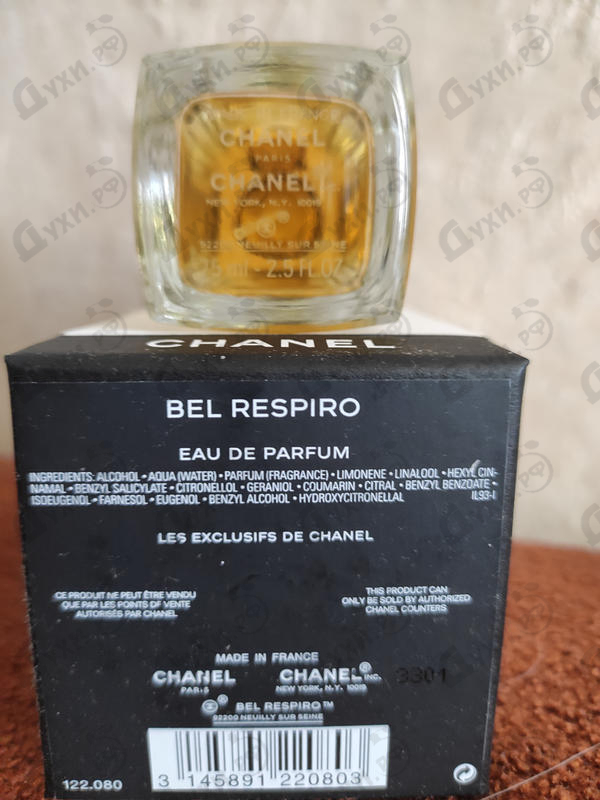 MADE IN FRANCE
CHANEL
PARIS
CHANEL INC.
NEW YORK, N.Y. 10019
92200 NEUILLY SUR SEINE
75 ml - 2.5 FL.OZ
CHANEL
BEL RESPIRO
EAU DE PARFUM
INGREDIENTS: ALCOHOL • AQUA (WATER) • PARFUM (FRAGRANCE) • LIMONENE • LINALOOL • HEXYL CIN-
NAMAL • BENZYL SALICYLATE • CITRONELLOL • GERANIOL • COUMARIN • CITRAL • BENZYL BENZOATE •
ISOEUGENOL • FARNESOL • EUGENOL • BENZYL ALCOHOL • HYDROXYCITRONELLAL IL93-I
LES EXCLUSIFS DE CHANEL
CE PRODUIT NE PEUT ÊTRE VENDU
QUE PAR LES POINTS DE VENTE
AUTORISÉS PAR CHANEL
THIS PRODUCT CAN
ONLY BE SOLD BY AUTHORIZED
CHANEL COUNTERS
MADE IN FRANCE
CHANEL
PARIS
CHANEL® INC.
NEW YORK, N.Y. 10019
3301
BEL RESPIRO™
92200 NEUILLY SUR SEINE
122.080
3 145891 220803
Духи.РФ